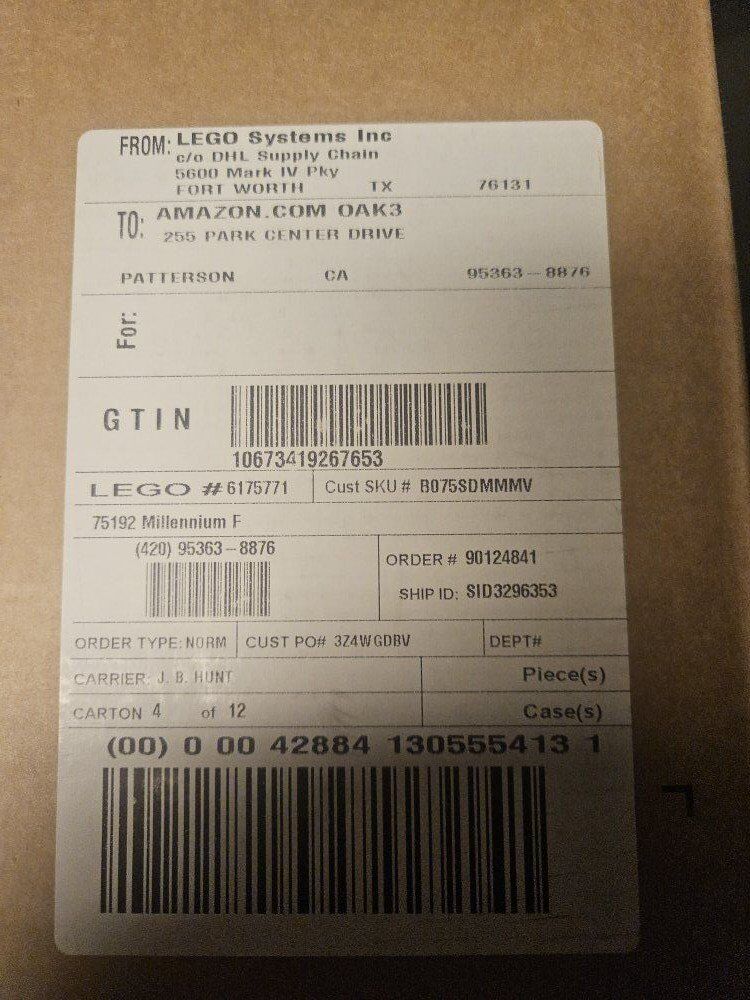 FROM: LEGO Systems Inc
c/o DHL Supply Chain
5600 Mark IV Pky
FORT WORTH TX 76131
TO: AMAZON.COM OAK3
255 PARK CENTER DRIVE
PATTERSON CA 95363-8876
For:
GTIN
10673419267653
LEGO # 6175771 Cust SKU # B075SDMMMV
75192 Millennium F
(420) 95363-8876
ORDER # 90124841
SHIP ID: SID3296353
ORDER TYPE: NORM CUST PO# 3Z4WGDBV DEPT#
CARRIER: J. B. HUNT Piece(s)
CARTON 4 of 12 Case(s)
(00) 0 00 42884 130555413 1